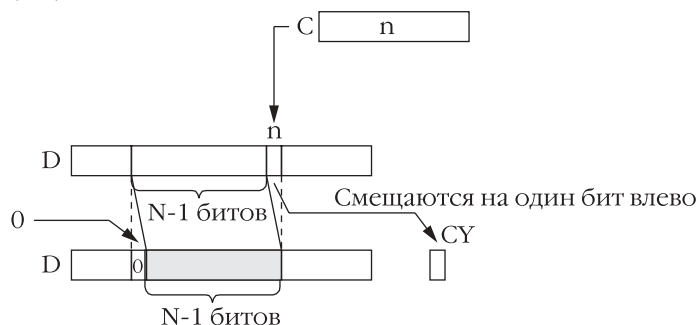 C n
n
D
N-1 битов
Смещаются на один бит влево
0
CY
D 0
N-1 битов